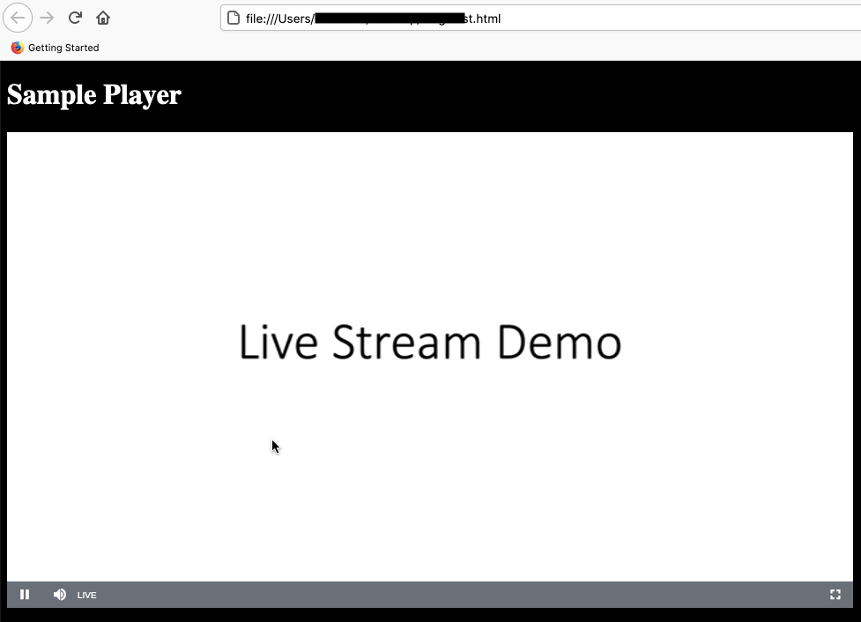 file:///Users/
st.html
Getting Started
Sample Player
Live Stream Demo
LIVE